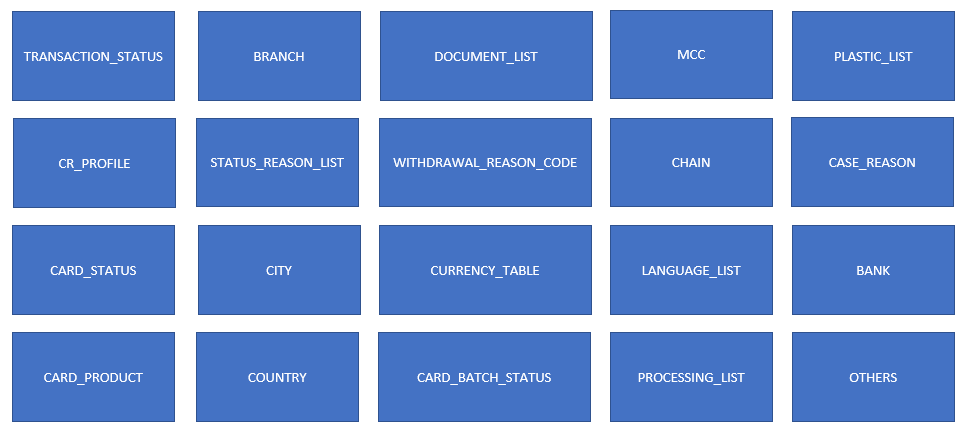 TRANSACTION_STATUS
BRANCH
DOCUMENT_LIST
MCC
PLASTIC_LIST
CR_PROFILE
STATUS_REASON_LIST
WITHDRAWAL_REASON_CODE
CHAIN
CASE_REASON
CARD_STATUS
CITY
CURRENCY_TABLE
LANGUAGE_LIST
BANK
CARD_PRODUCT
COUNTRY
CARD_BATCH_STATUS
PROCESSING_LIST
OTHERS